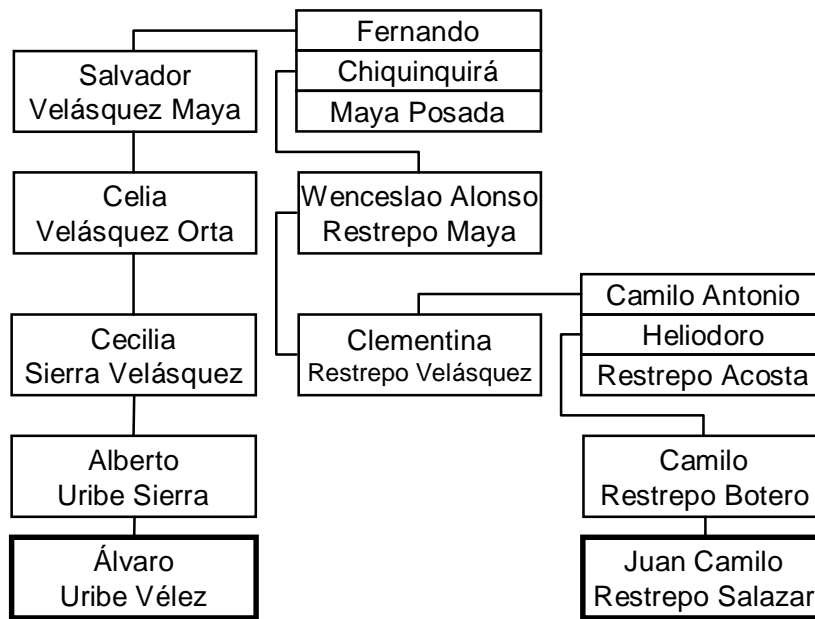 Fernando
Chiquinquirá
Maya Posada
Salvador
Velásquez Maya
Celia
Velásquez Orta
Wenceslao Alonso
Restrepo Maya
Camilo Antonio
Heliodoro
Restrepo Acosta
Cecilia
Sierra Velásquez
Clementina
Restrepo Velásquez
Alberto
Uribe Sierra
Camilo
Restrepo Botero
Álvaro
Uribe Vélez
Juan Camilo
Restrepo Salazar